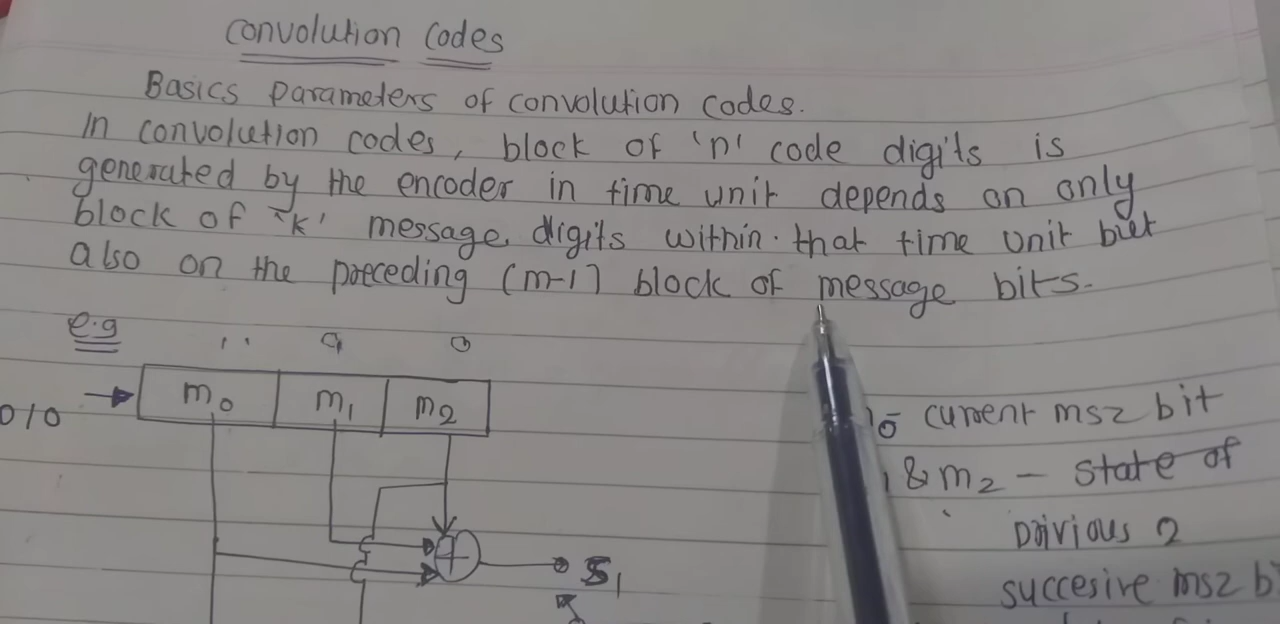 Convolution Codes
Basics Parameters of convolution codes.
In convolution codes, block of 'n' code digits is
generated by the encoder in time unit depends on only
block of 'k' message digits within that time unit but
also on the preceding (m-1) block of message bits.
e.g
m0 m1 m2
010
current msz bit
& m2 - state of
privious 2
succesive msz b
S1